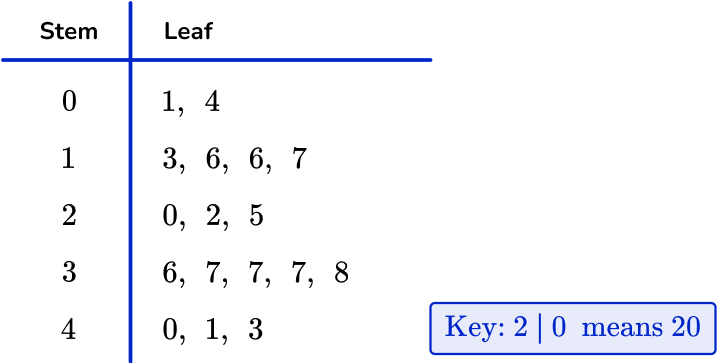 Stem Leaf
0 1, 4
1 3, 6, 6, 7
2 0, 2, 5
3 6, 7, 7, 7, 8
4 0, 1, 3
Key: 2 | 0 means 20